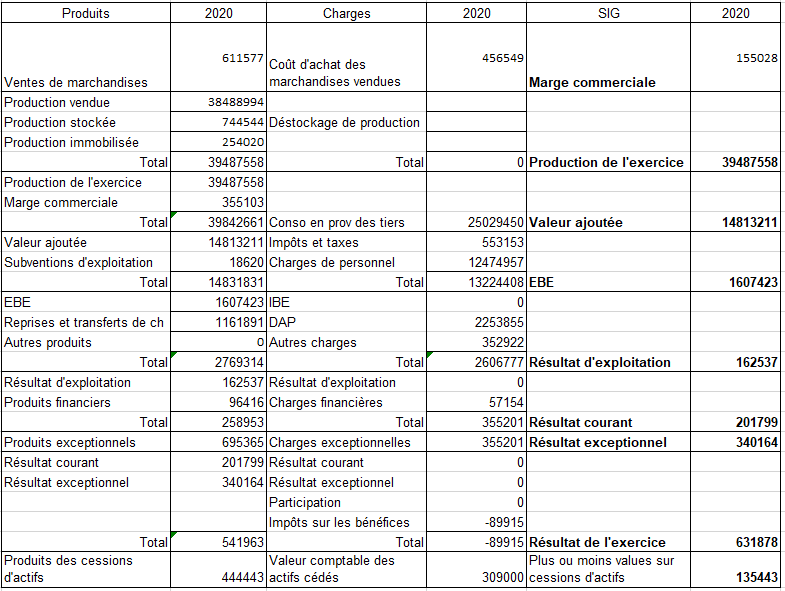 Produits 2020 Charges 2020 SIG 2020
611577 Coût d'achat des 456549 155028
Ventes de marchandises marchandises vendues Marge commerciale
Production vendue 38488994
Production stockée 744544 Déstockage de production
Production immobilisée 254020
Total 39487558 Total 0 Production de l'exercice 39487558
Production de l'exercice 39487558
Marge commerciale 355103
Total 39842661 Conso en prov des tiers 25029450 Valeur ajoutée 14813211
Valeur ajoutée 14813211 Impôts et taxes 553153
Subventions d'exploitation 18620 Charges de personnel 12474957
Total 14831831 Total 13224408 EBE 1607423
EBE 1607423 IBE 0
Reprises et transferts de ch 1161891 DAP 2253855
Autres produits 0 Autres charges 352922
Total 2769314 Total 2606777 Résultat d'exploitation 162537
Résultat d'exploitation 162537 Résultat d'exploitation 0
Produits financiers 96416 Charges financières 57154
Total 258953 Total 355201 Résultat courant 201799
Produits exceptionnels 695365 Charges exceptionnelles 355201 Résultat exceptionnel 340164
Résultat courant 201799 Résultat courant 0
Résultat exceptionnel 340164 Résultat exceptionnel 0
Participation 0
Impôts sur les bénéfices -89915
Total 541963 Total -89915 Résultat de l'exercice 631878
Produits des cessions Valeur comptable des Plus ou moins values sur
d'actifs 444443 actifs cédés 309000 cessions d'actifs 135443